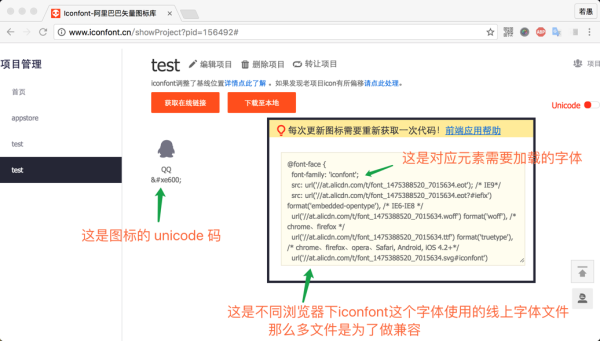 Iconfont-阿里巴巴矢量图标库
若愚
www.iconfont.cn/showProject?pid=156492#
项目管理
首页
appstore
test
test
test 编辑项目 删除项目 转让项目
项目
iconfont调整了基线位置详情点此了解 。如果发现老项目icon有所偏移请点此处理。
获取在线链接 下载至本地
Unicode
QQ
&#xe600;
这是图标的 unicode 码
每次更新图标需要重新获取一次代码！ 前端应用帮助
这是对应元素需要加载的字体
@font-face {
font-family: 'iconfont';
src: url('//at.alicdn.com/t/font_1475388520_7015634.eot'); /* IE9*/
src: url('//at.alicdn.com/t/font_1475388520_7015634.eot?#iefix')
format('embedded-opentype'), /* IE6-IE8 */
url('//at.alicdn.com/t/font_1475388520_7015634.woff') format('woff'), /*
chrome、firefox */
url('//at.alicdn.com/t/font_1475388520_7015634.ttf') format('truetype'),
/* chrome、firefox、opera、Safari, Android, iOS 4.2+*/
url('//at.alicdn.com/t/font_1475388520_7015634.svg#iconfont')
这是不同浏览器下iconfont这个字体使用的线上字体文件
那么多文件是为了做兼容